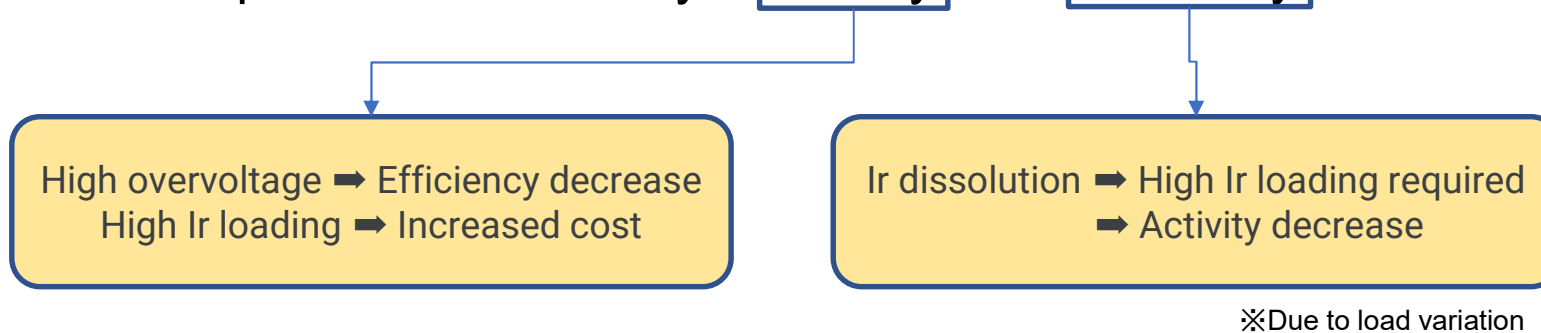 High overvoltage ➡ Efficiency decrease
High Ir loading ➡ Increased cost
Ir dissolution ➡ High Ir loading required
➡ Activity decrease
※Due to load variation